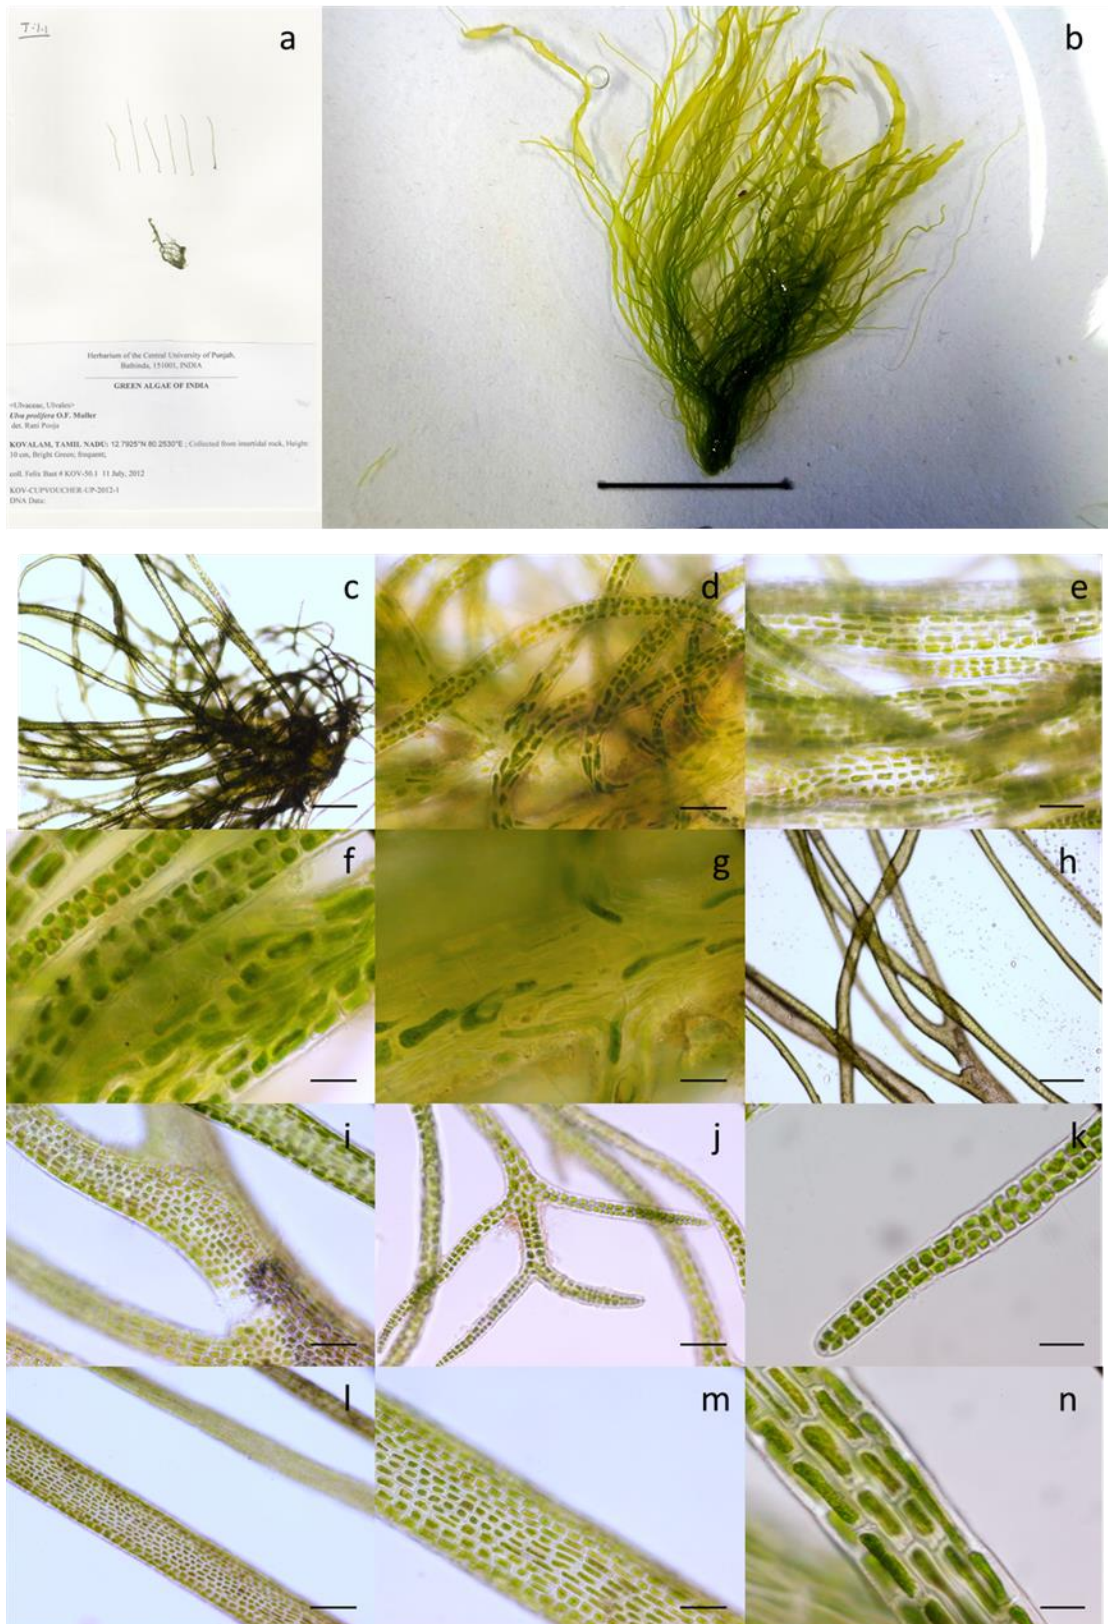 a
b
Herbarium of the Central University of Punjab,
Bathinda, 151001, INDIA
GREEN ALGAE OF INDIA
<Ulvaceae, Ulvales>
Ulva prolifera O.F. Muller
det. Rani Pooja
KOVALAM, TAMIL NADU: 12.7925°N 80.2530°E ; Collected from intertidal rock, Height:
10 cm, Bright Green; frequent;
coll. Felix Bast # KOV-50.1 11 July, 2012
KOV-CUPVOUCHER-UP-2012-1
DNA Data:
c
d
e
f
g
h
i
j
k
l
m
n